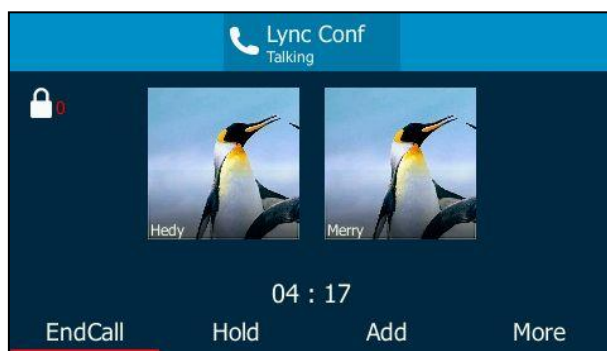 Lync Conf
Talking
0
Hedy
Merry
04 : 17
EndCall Hold Add More